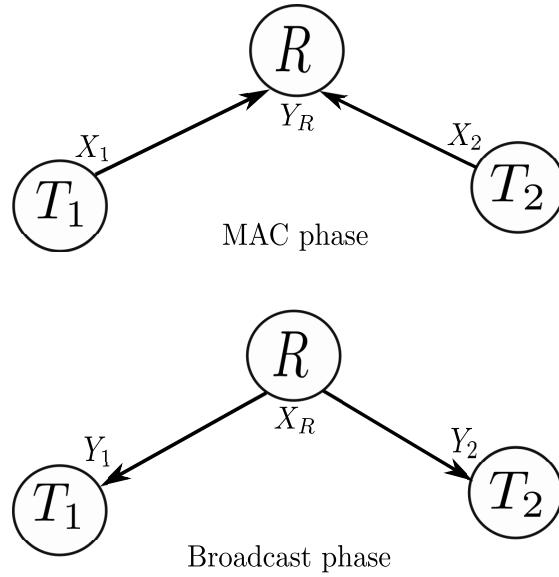 R
Y_R
X_1
X_2
T_1
T_2
MAC phase
R
X_R
Y_1
Y_2
T_1
T_2
Broadcast phase